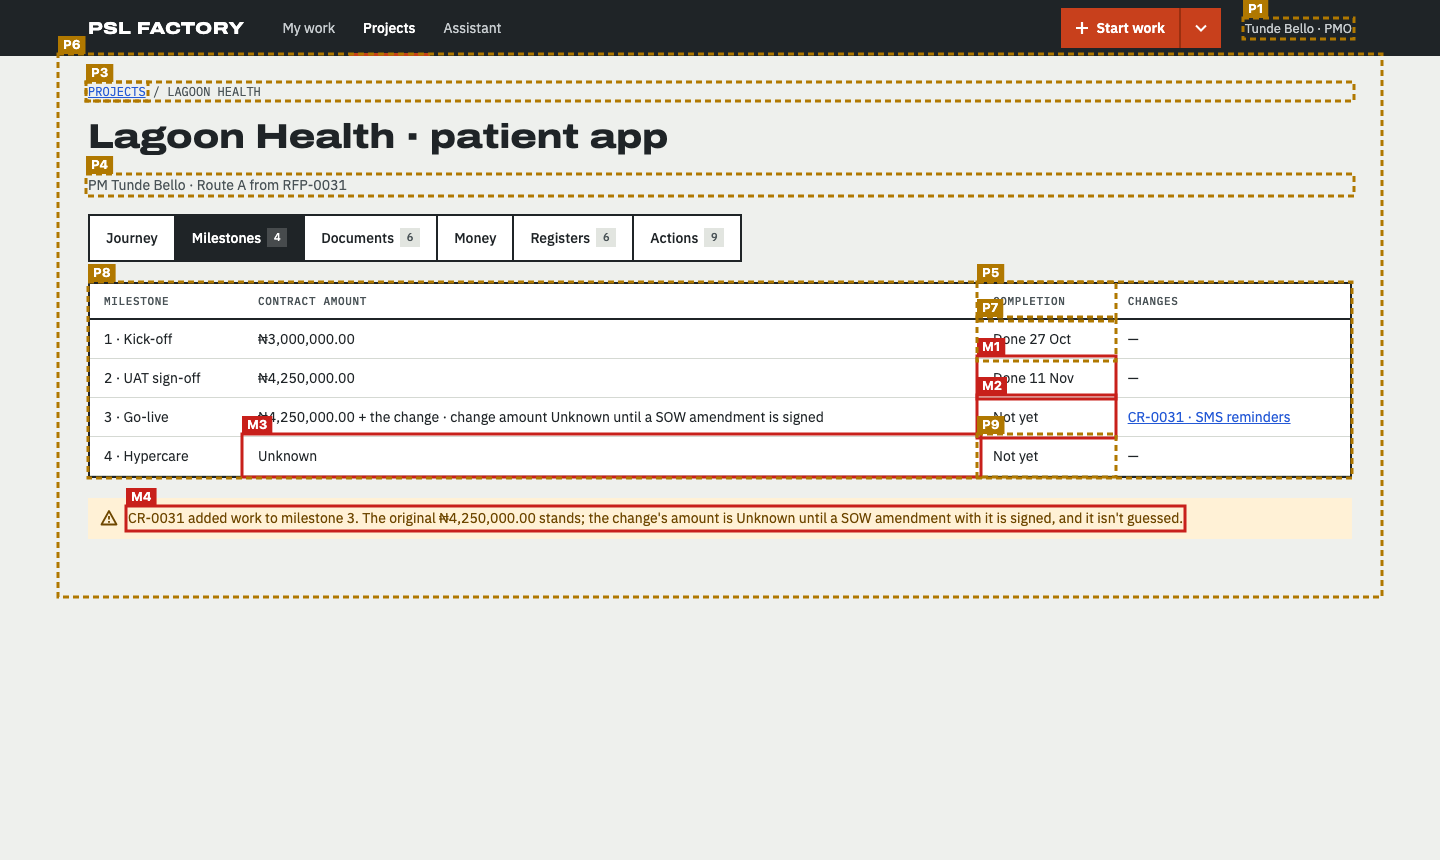 PSL FACTORY My work Projects Assistant + Start work P1 Tunde Bello · PMO
P6
P3
PROJECTS / LAGOON HEALTH
Lagoon Health · patient app
P4
PM Tunde Bello · Route A from RFP-0031
Journey Milestones 4 Documents 6 Money Registers 6 Actions 9
P8 P5
MILESTONE CONTRACT AMOUNT COMPLETION CHANGES
P7
1 · Kick-off ₦3,000,000.00 Done 27 Oct —
M1
2 · UAT sign-off ₦4,250,000.00 Done 11 Nov —
M2
3 · Go-live ₦4,250,000.00 + the change · change amount Unknown until a SOW amendment is signed Not yet CR-0031 · SMS reminders
M3 P9
4 · Hypercare Unknown Not yet —
M4
CR-0031 added work to milestone 3. The original ₦4,250,000.00 stands; the change's amount is Unknown until a SOW amendment with it is signed, and it isn't guessed.